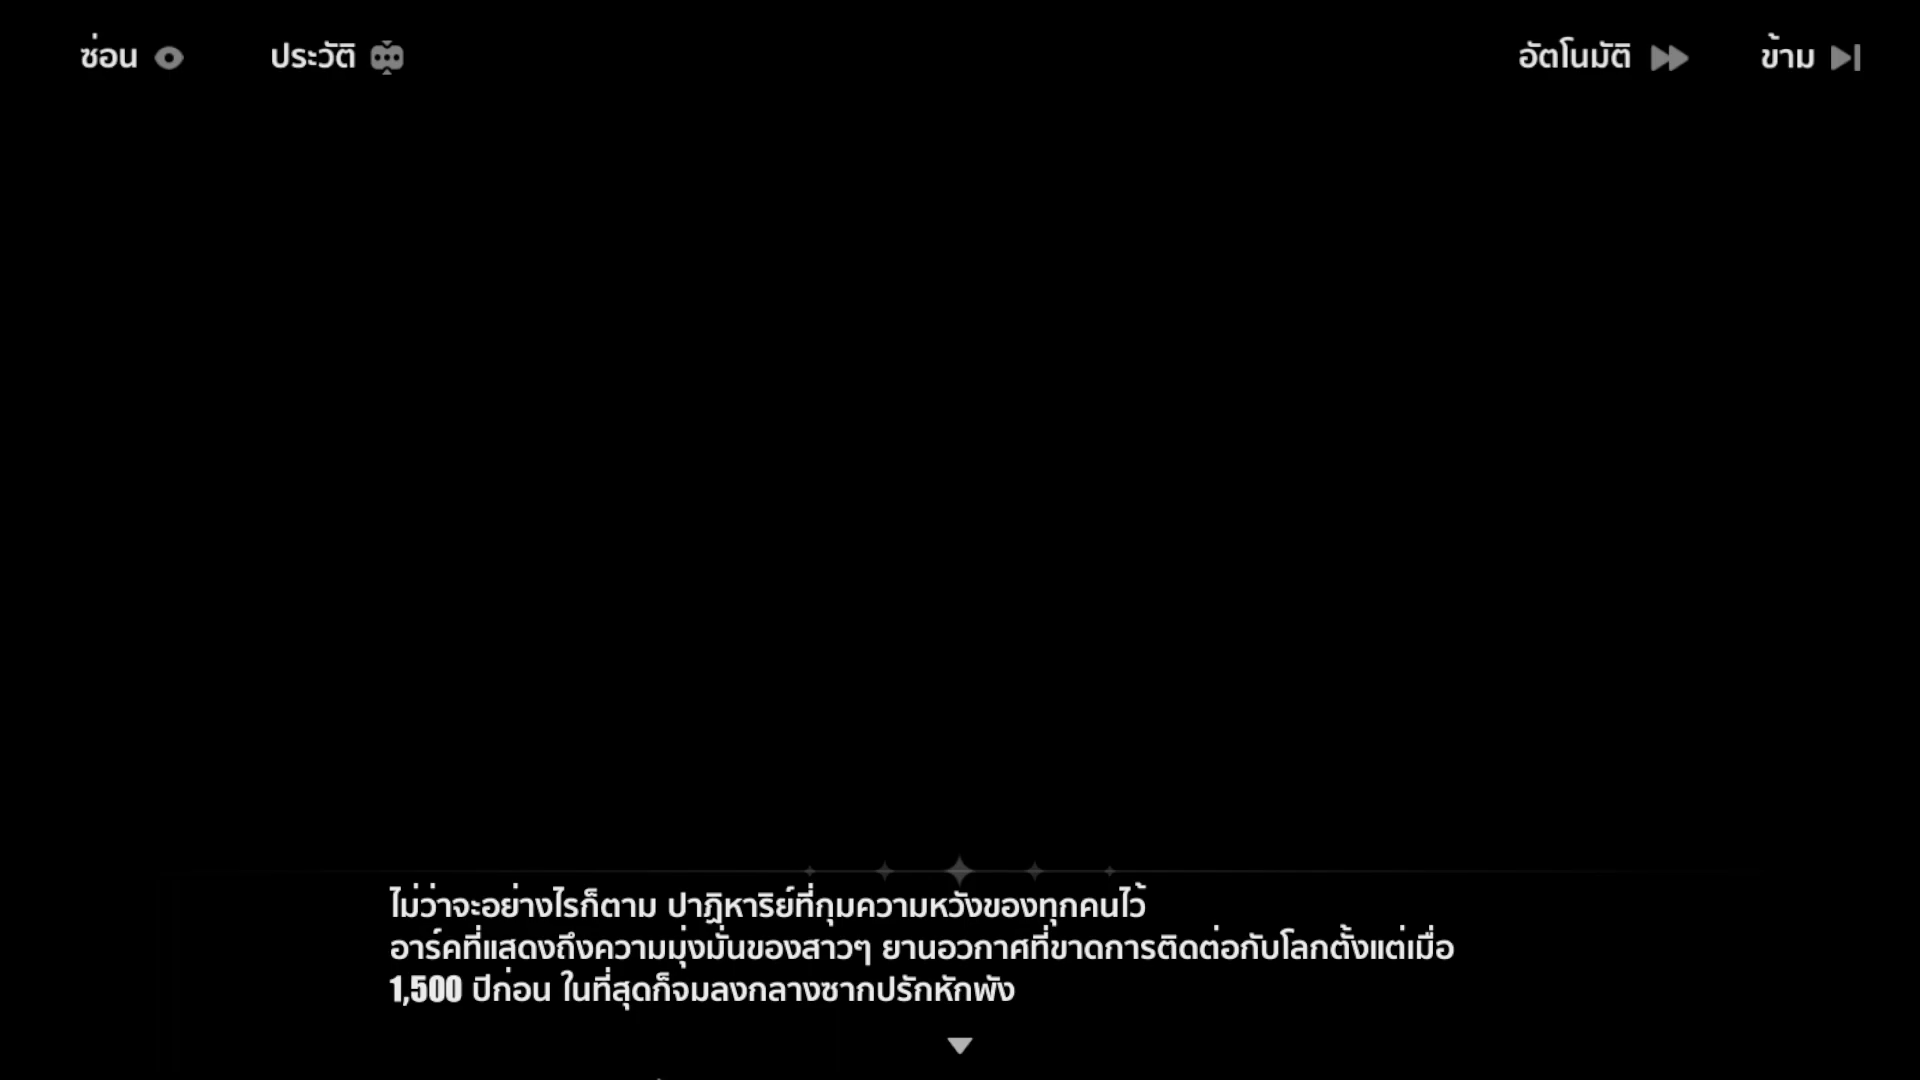 ซ่อน
ประวัติ
อัตโนมัติ
ข้าม
ไม่ว่าจะอย่างไรก็ตาม ปาฏิหาริย์ที่กุมความหวังของทุกคนไว้
อาร์คที่แสดงถึงความมุ่งมั่นของสาวๆ ยานอวกาศที่ขาดการติดต่อกับโลกตั้งแต่เมื่อ
1,500 ปีก่อน ในที่สุดก็จมลงกลางซากปรักหักพัง